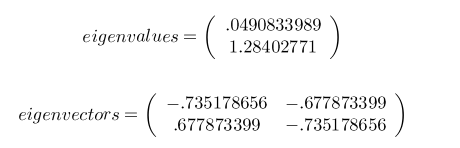 eigenvalues = ( .0490833989
1.28402771 )
eigenvectors = ( -.735178656 -.677873399
.677873399 -.735178656 )